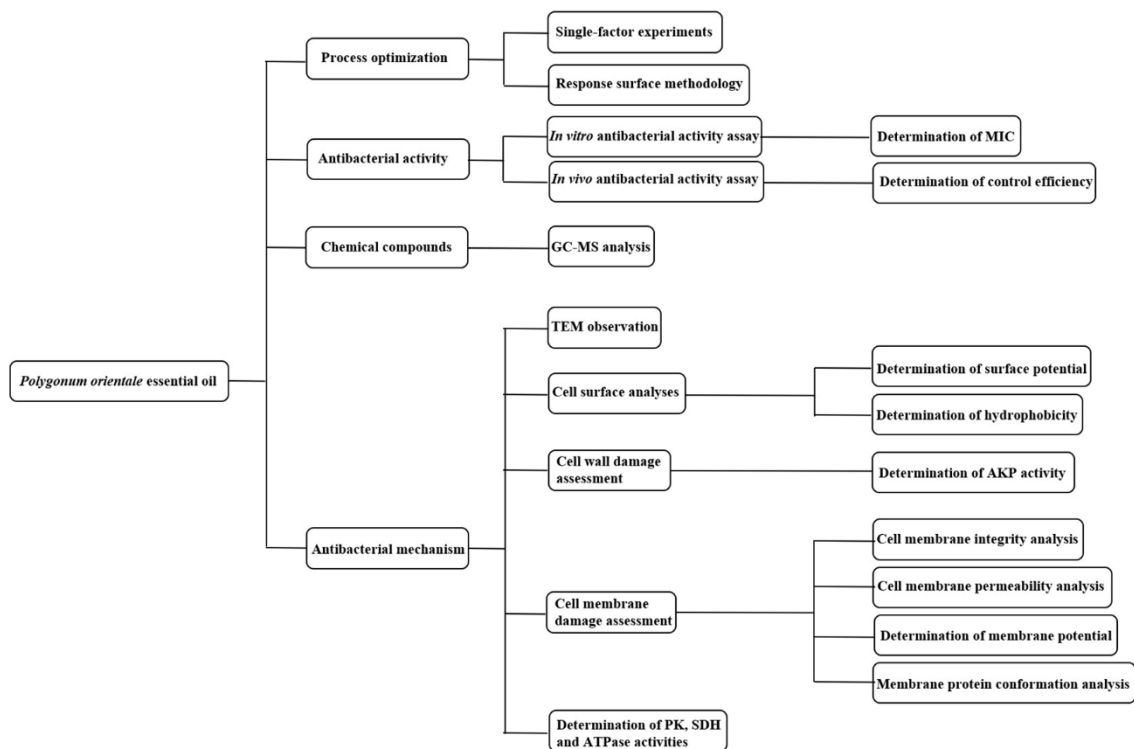 Single-factor experiments
Process optimization
Response surface methodology
In vitro antibacterial activity assay
Determination of MIC
Antibacterial activity
In vivo antibacterial activity assay
Determination of control efficiency
Chemical compounds
GC-MS analysis
TEM observation
Polygonum orientale essential oil
Cell surface analyses
Determination of surface potential
Determination of hydrophobicity
Cell wall damage
assessment
Determination of AKP activity
Antibacterial mechanism
Cell membrane integrity analysis
Cell membrane permeability analysis
Cell membrane
damage assessment
Determination of membrane potential
Membrane protein conformation analysis
Determination of PK, SDH
and ATPase activities